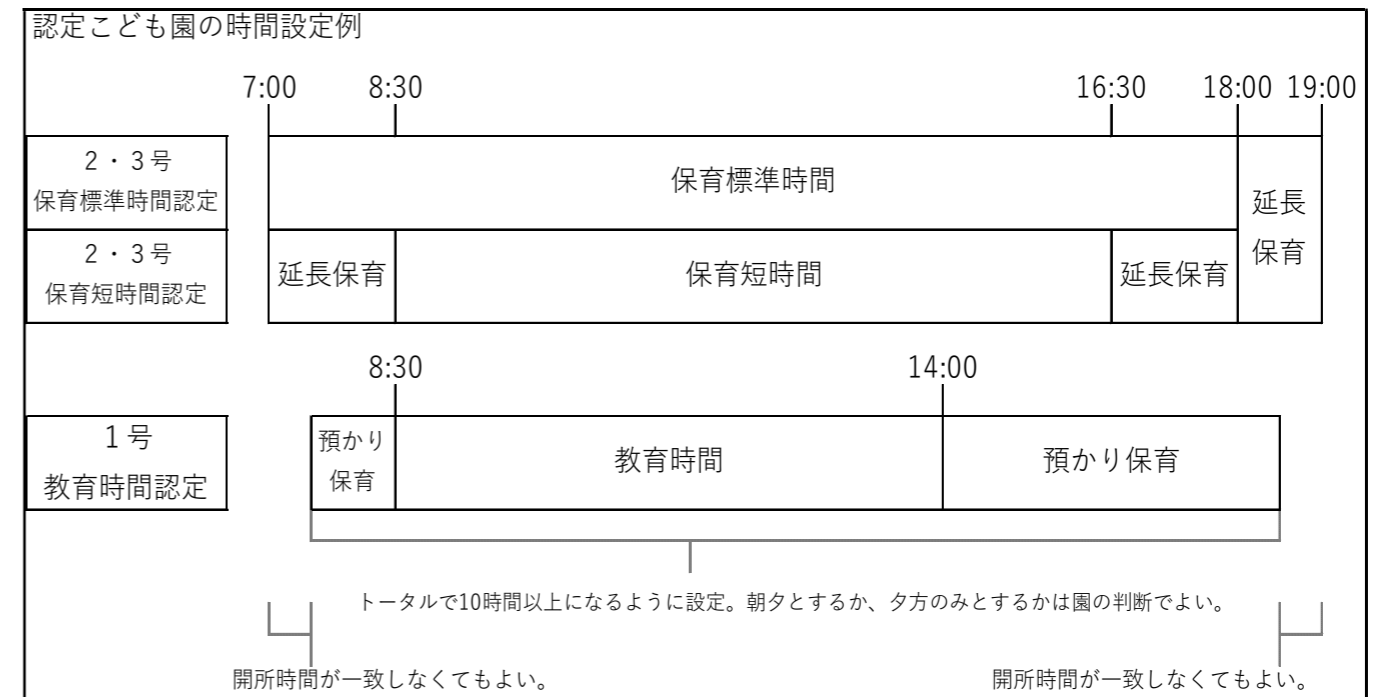 認定こども園の時間設定例
7:00 8:30 16:30 18:00 19:00
２・３号
保育標準時間認定
保育標準時間
延長
保育
２・３号
保育短時間認定
延長保育
保育短時間
延長保育
8:30 14:00
１号
教育時間認定
預かり
保育
教育時間
預かり保育
トータルで10時間以上になるように設定。朝夕とするか、夕方のみとするかは園の判断でよい。
開所時間が一致しなくてもよい。
開所時間が一致しなくてもよい。